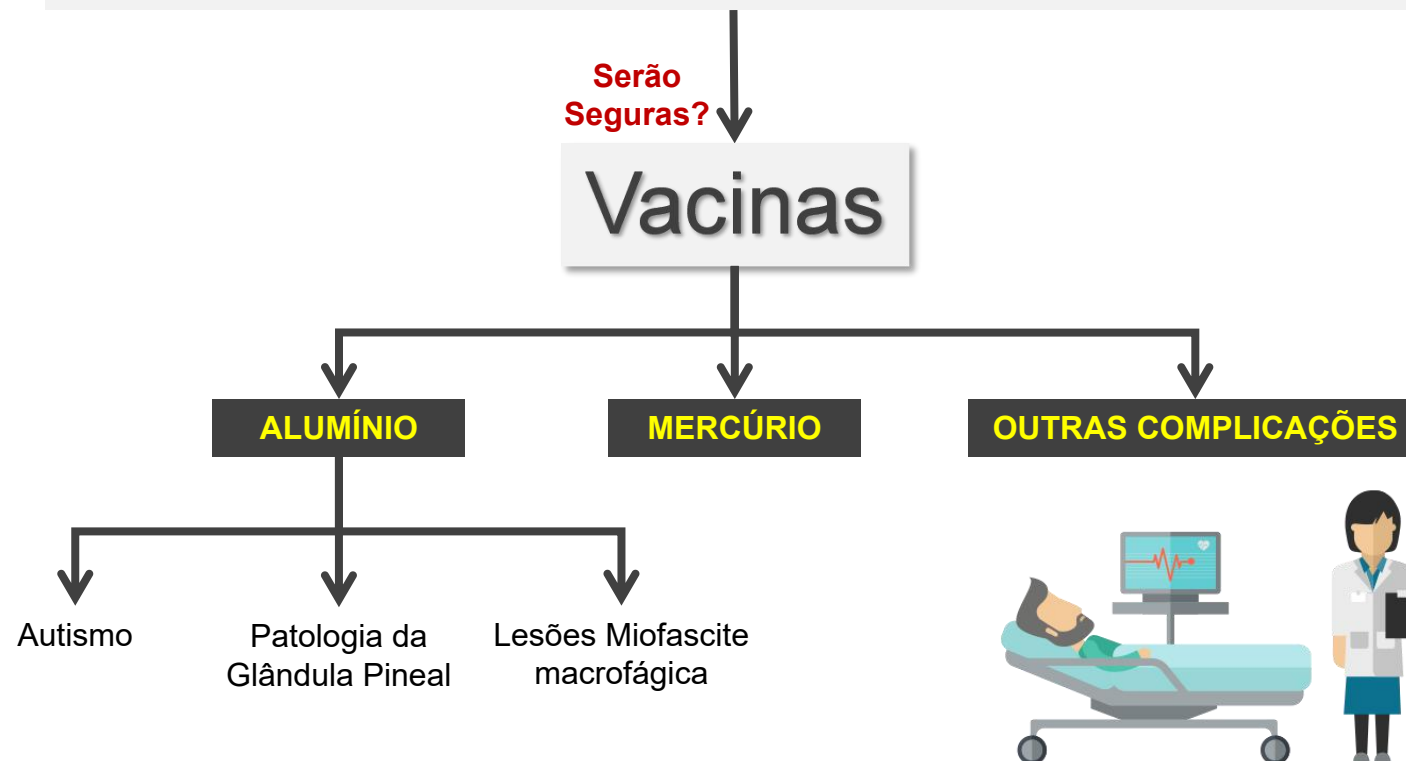 Serão
Seguras?
Vacinas
ALUMÍNIO
MERCÚRIO
OUTRAS COMPLICAÇÕES
Autismo
Patologia da
Glândula Pineal
Lesões Miofascite
macrofágica